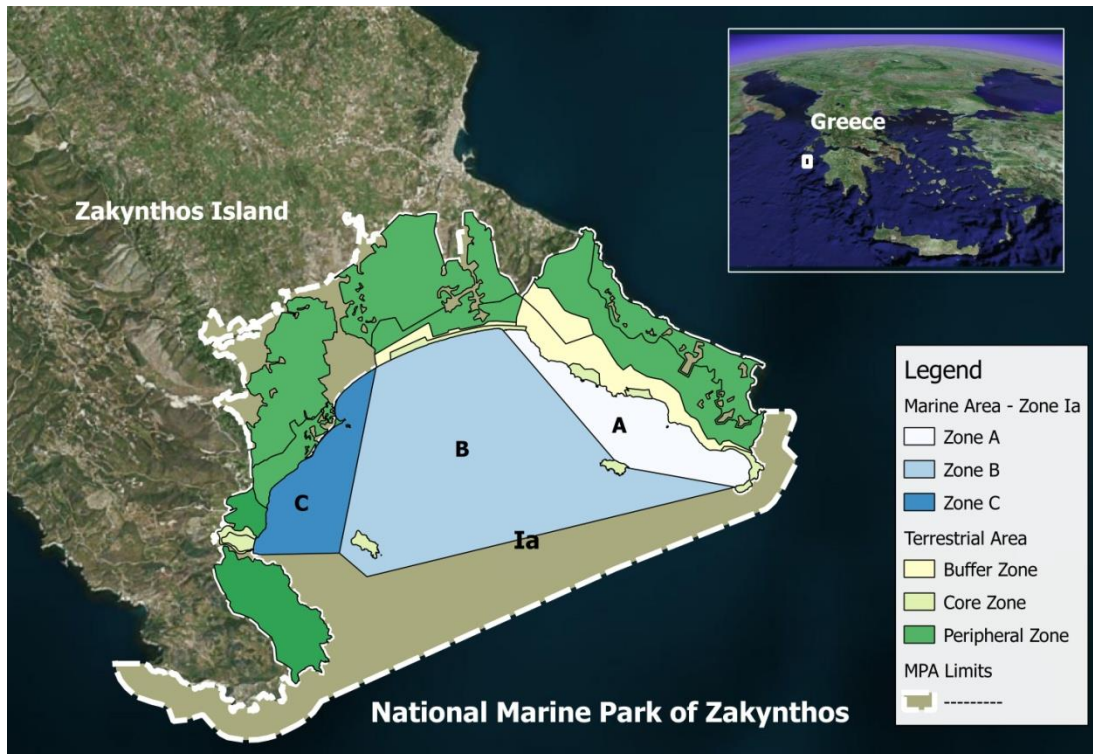 Greece
Zakynthos Island
A
B
C
Ia
Legend
Marine Area - Zone Ia
Zone A
Zone B
Zone C
Terrestrial Area
Buffer Zone
Core Zone
Peripheral Zone
MPA Limits
---------
National Marine Park of Zakynthos